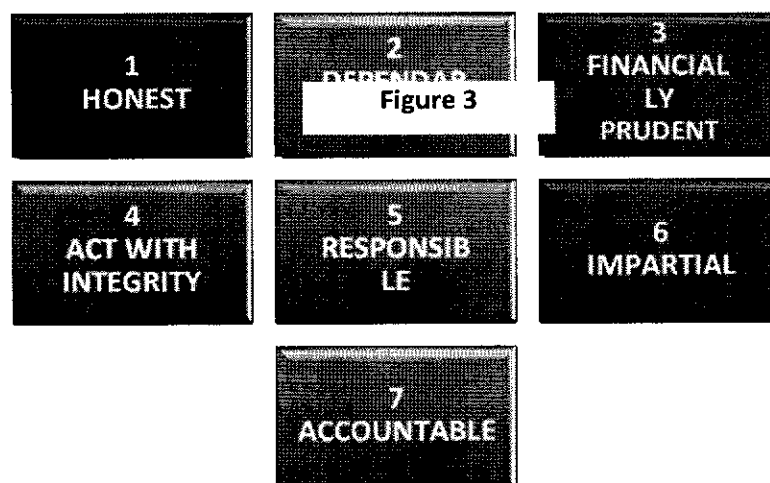 1
HONEST
2
Figure 3
3
FINANCIAL
LY
PRUDENT
4
ACT WITH
INTEGRITY
5
RESPONSIB
LE
6
IMPARTIAL
7
ACCOUNTABLE